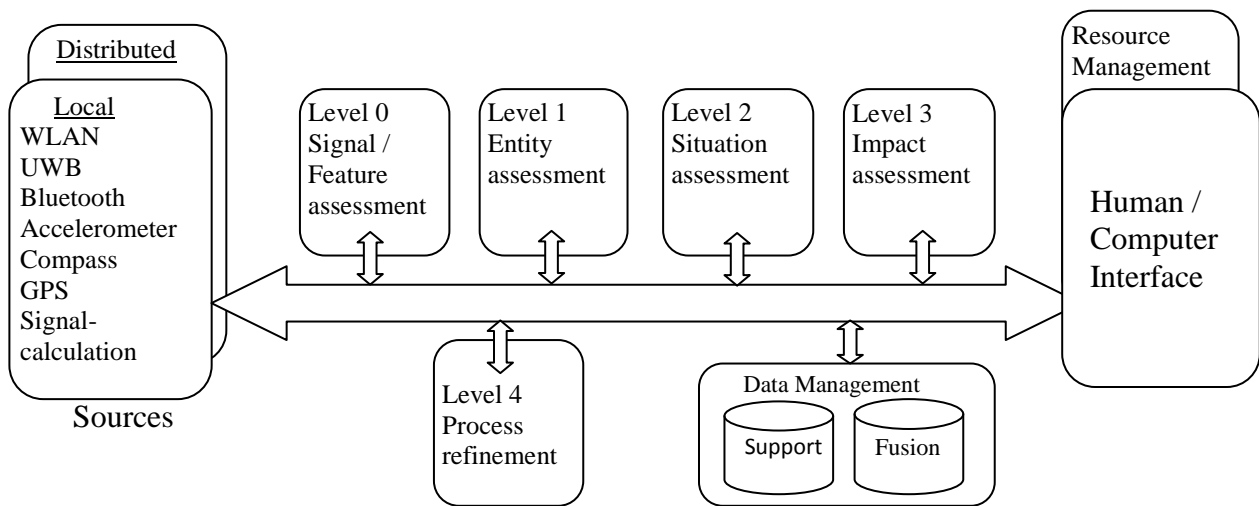 Distributed
Local
WLAN
UWB
Bluetooth
Accelerometer
Compass
GPS
Signal-
calculation
Sources
Level 0
Signal /
Feature
assessment
Level 1
Entity
assessment
Level 2
Situation
assessment
Level 3
Impact
assessment
Level 4
Process
refinement
Data Management
Support
Fusion
Resource
Management
Human /
Computer
Interface